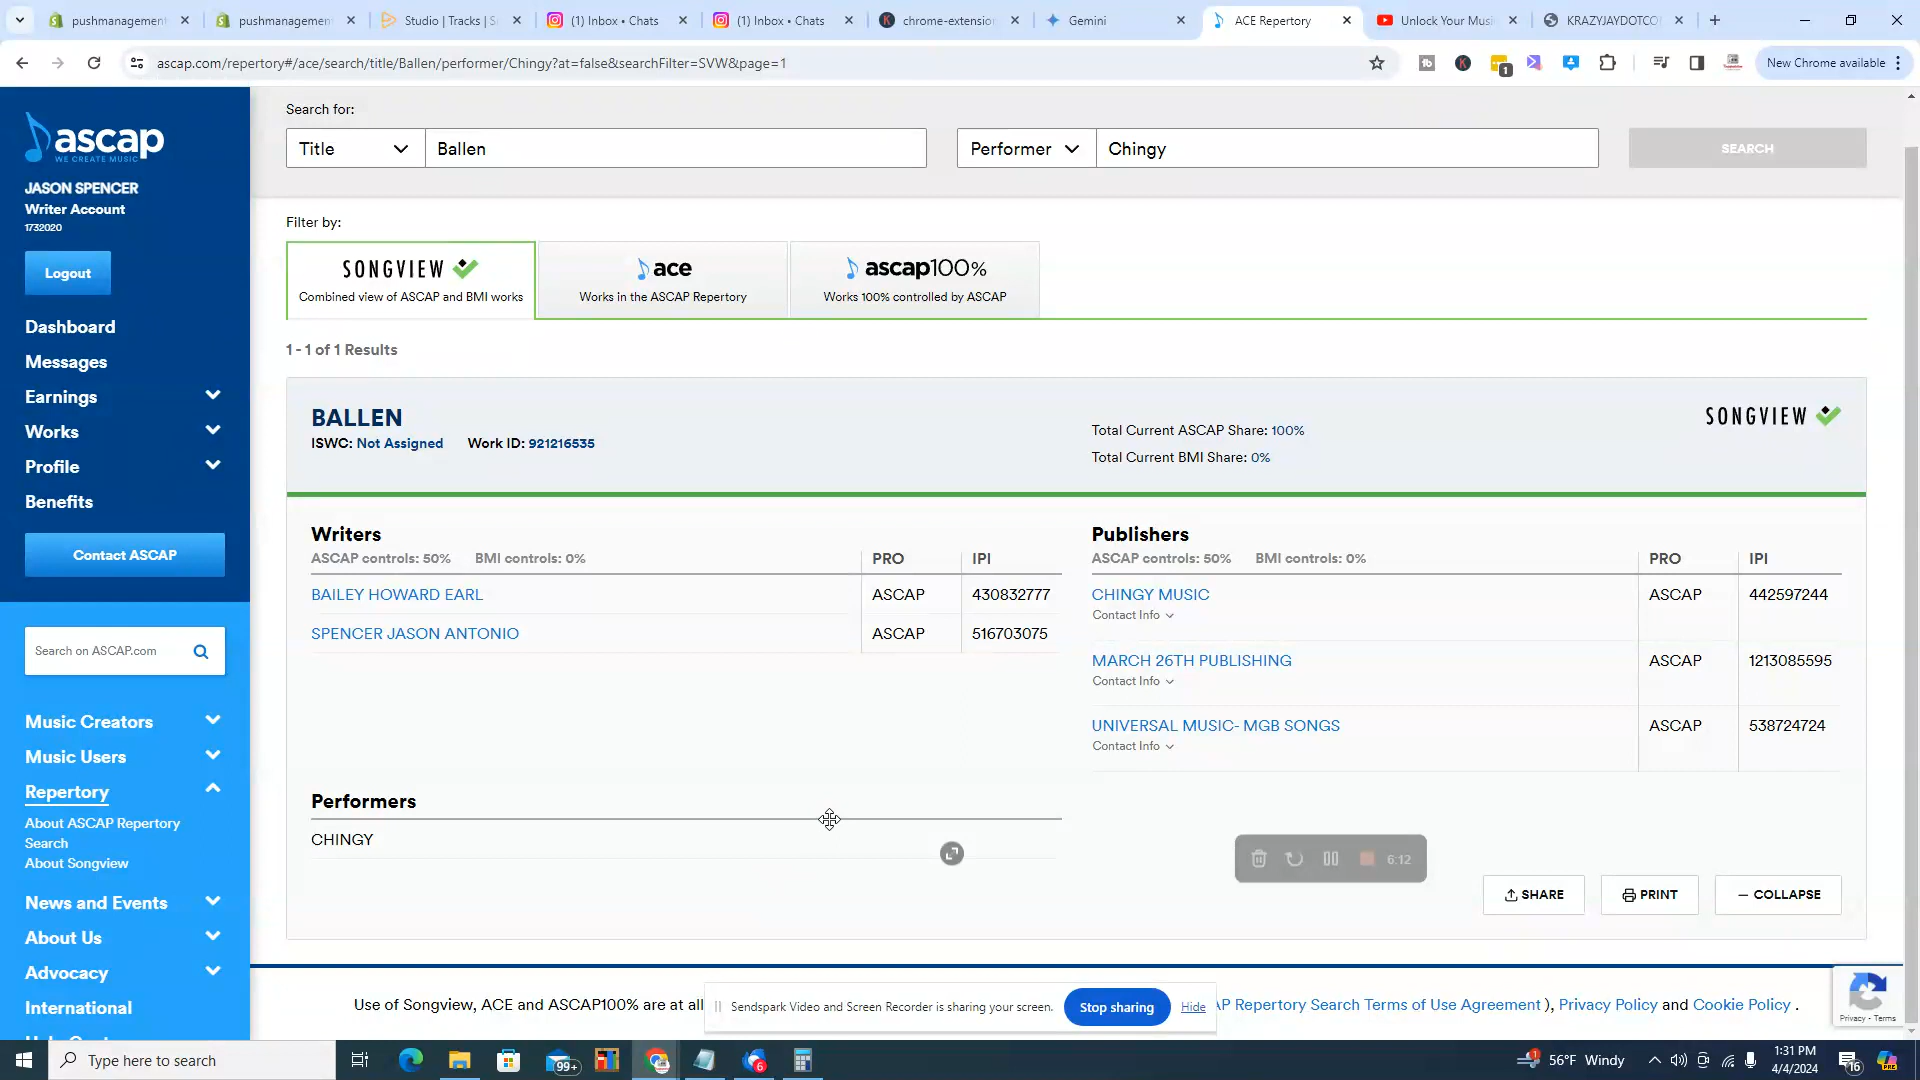 pushmanagement
pushmanagement
Studio | Tracks | S
(1) Inbox • Chats
(1) Inbox • Chats
chrome-extensio
Gemini
ACE Repertory
Unlock Your Musi
KRAZYJAYDOTCO
ascap.com/repertory#/ace/search/title/Ballen/performer/Chingy?at=false&searchFilter=SVW&page=1
1
New Chrome available
ascap
WE CREATE MUSIC
JASON SPENCER
Writer Account
1732020
Logout
Dashboard
Messages
Earnings
Works
Profile
Benefits
Contact ASCAP
Search on ASCAP.com
Music Creators
Music Users
Repertory
About ASCAP Repertory
Search
About Songview
News and Events
About Us
Advocacy
International
Search for:
Title
Ballen
Performer
Chingy
SEARCH
Filter by:
SONGVIEW
Combined view of ASCAP and BMI works
ace
Works in the ASCAP Repertory
ascap100%
Works 100% controlled by ASCAP
1 - 1 of 1 Results
BALLEN
ISWC: Not Assigned Work ID: 921216535
Total Current ASCAP Share: 100%
Total Current BMI Share: 0%
SONGVIEW
Writers
ASCAP controls: 50% BMI controls: 0% PRO IPI
BAILEY HOWARD EARL ASCAP 430832777
SPENCER JASON ANTONIO ASCAP 516703075
Publishers
ASCAP controls: 50% BMI controls: 0% PRO IPI
CHINGY MUSIC ASCAP 442597244
Contact Info
MARCH 26TH PUBLISHING ASCAP 1213085595
Contact Info
UNIVERSAL MUSIC- MGB SONGS ASCAP 538724724
Contact Info
Performers
CHINGY
6:12
SHARE
PRINT
COLLAPSE
Use of Songview, ACE and ASCAP100% are at all
Sendspark Video and Screen Recorder is sharing your screen.
Stop sharing
Hide
AP Repertory Search Terms of Use Agreement ), Privacy Policy and Cookie Policy .
Privacy - Terms
Type here to search
99+
6
1
56°F Windy
1:31 PM
4/4/2024
16
PRE